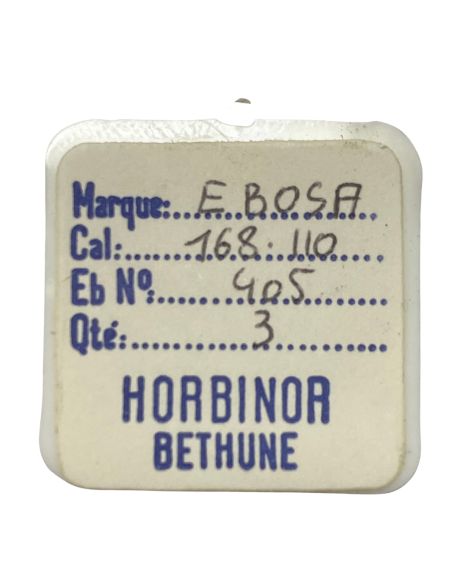 Marque: EBOSA
Cal: 168.110
Eb Nº: 405
Qté: 3
HORBINOR
BETHUNE